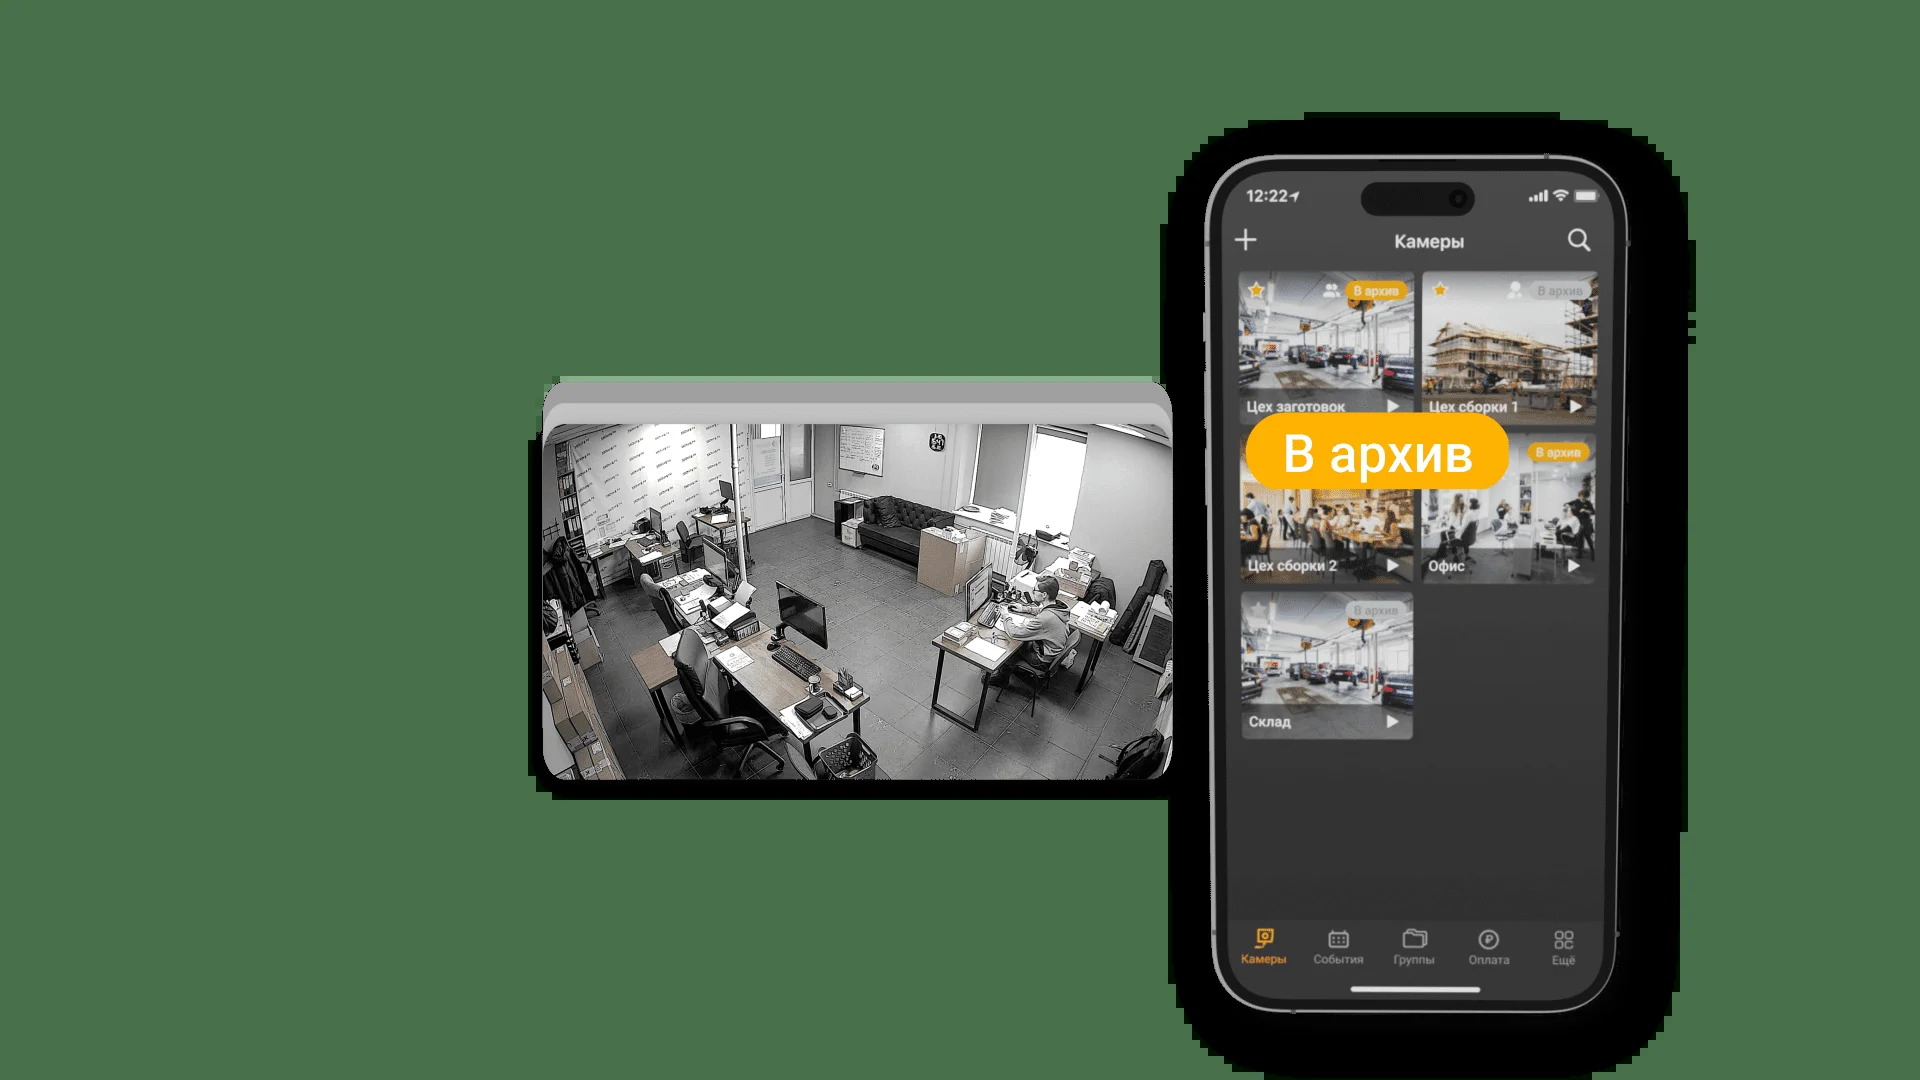 12:22
Камеры
В архив
В архив
Цех заготовок
Цех сборки 1
В архив
В архив
Цех сборки 2
Офис
В архив
Склад
Камеры
События
Группы
Оплата
Ещё